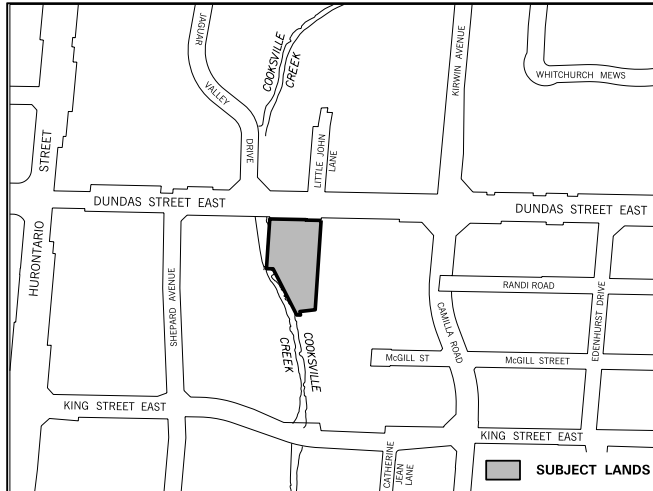 JAGUAR
VALLEY
DRIVE
COOKSVILLE
CREEK
KIRWIN AVENUE
WHITCHURCH MEWS
LITTLE JOHN
LANE
STREET
HURONTARIO
DUNDAS STREET EAST
DUNDAS STREET EAST
SHEPARD AVENUE
RANDI ROAD
EDENHURST DRIVE
CAMILLA ROAD
COOKSVILLE
CREEK
McGILL ST
McGILL STREET
KING STREET EAST
KING STREET EAST
CATHERINE
JEAN
LANE
SUBJECT LANDS